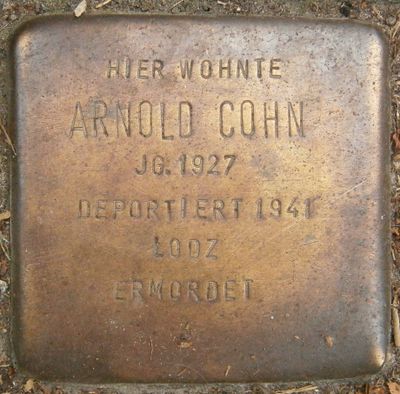 HIER WOHNTE
ARNOLD COHN
JG. 1927
DEPORTIERT 1941
LODZ
ERMORDET